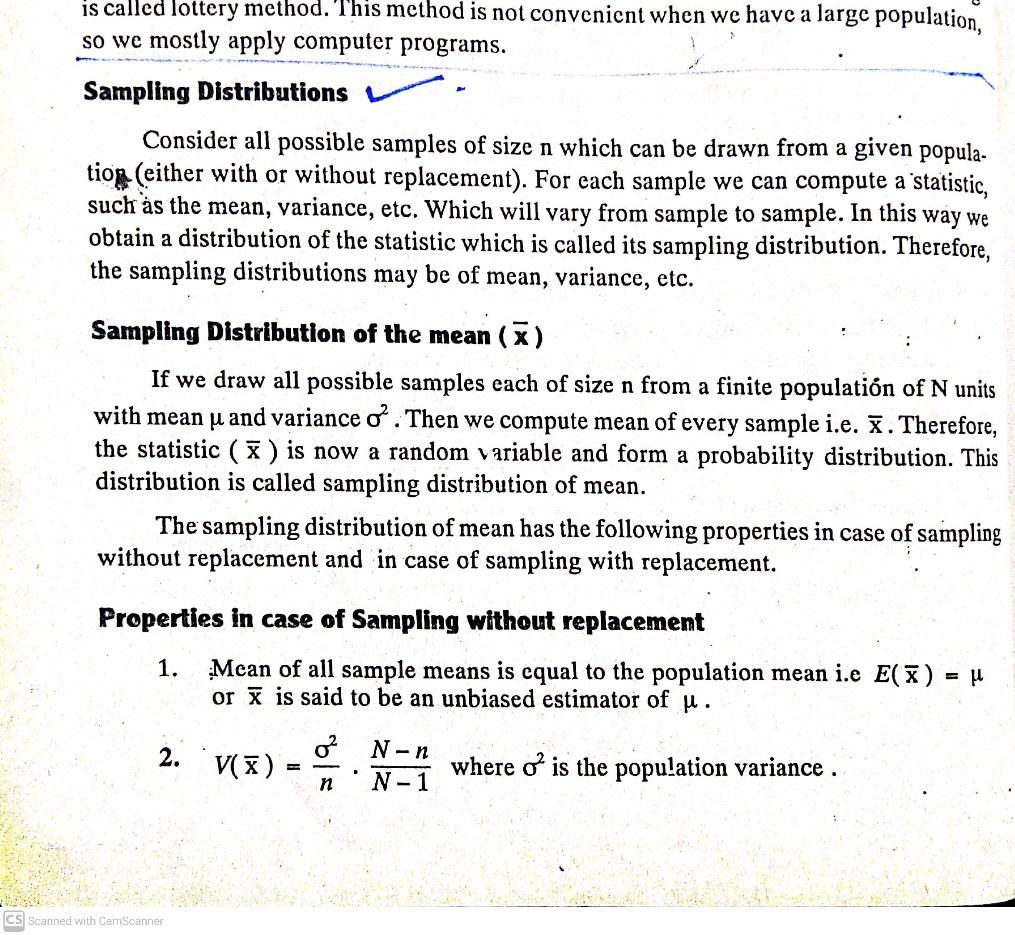 is called lottery method. This method is not convenient when we have a large population,
so we mostly apply computer programs.
Sampling Distributions
Consider all possible samples of size n which can be drawn from a given popula-
tion (either with or without replacement). For each sample we can compute a statistic,
such as the mean, variance, etc. Which will vary from sample to sample. In this way we
obtain a distribution of the statistic which is called its sampling distribution. Therefore,
the sampling distributions may be of mean, variance, etc.
Sampling Distribution of the mean ( x̅ )
If we draw all possible samples each of size n from a finite population of N units
with mean μ and variance σ². Then we compute mean of every sample i.e. x̅. Therefore,
the statistic ( x̅ ) is now a random variable and form a probability distribution. This
distribution is called sampling distribution of mean.
The sampling distribution of mean has the following properties in case of sampling
without replacement and in case of sampling with replacement.
Properties in case of Sampling without replacement
1. Mean of all sample means is equal to the population mean i.e E( x̅ ) = μ
or x̅ is said to be an unbiased estimator of μ.
2. V( x̅ ) = σ²/n . N – n/N – 1 where σ² is the population variance.
CS Scanned with CamScanner